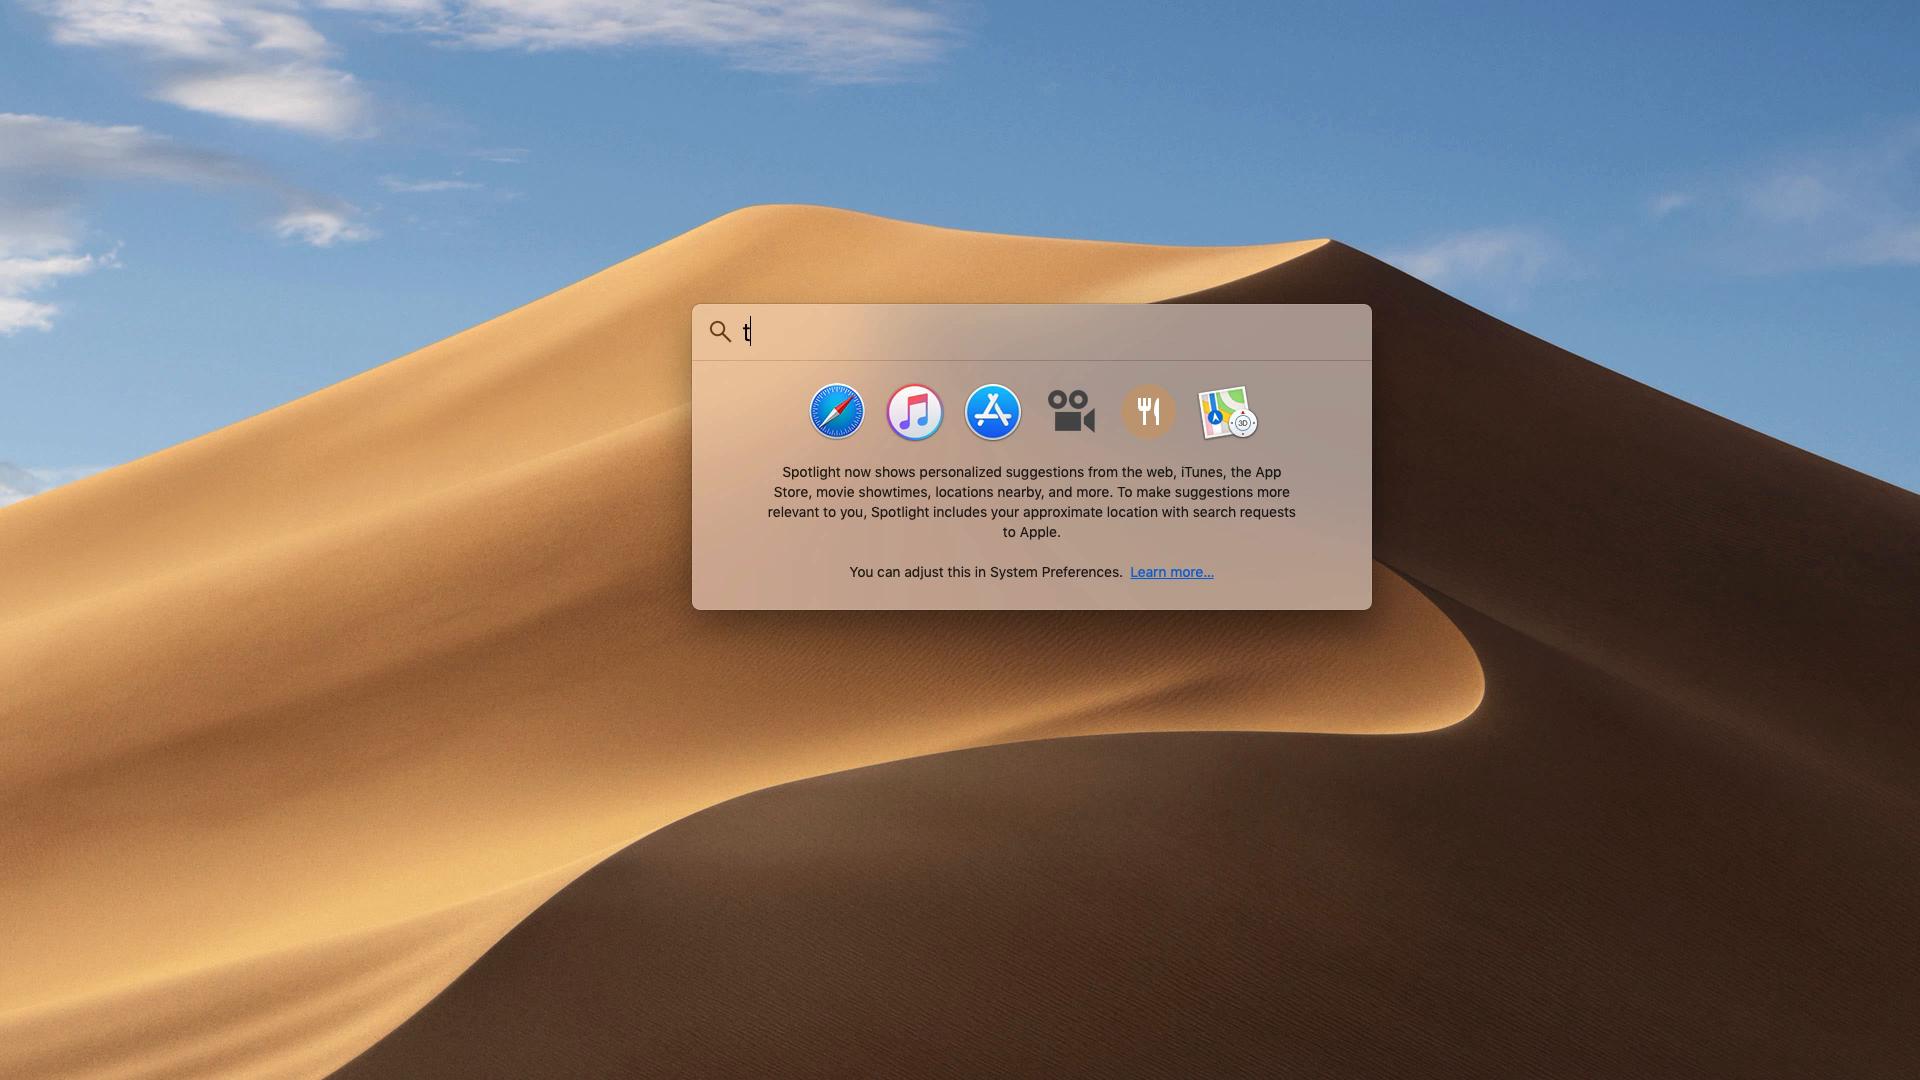 t
3D
Spotlight now shows personalized suggestions from the web, iTunes, the App
Store, movie showtimes, locations nearby, and more. To make suggestions more
relevant to you, Spotlight includes your approximate location with search requests
to Apple.
You can adjust this in System Preferences. Learn more...